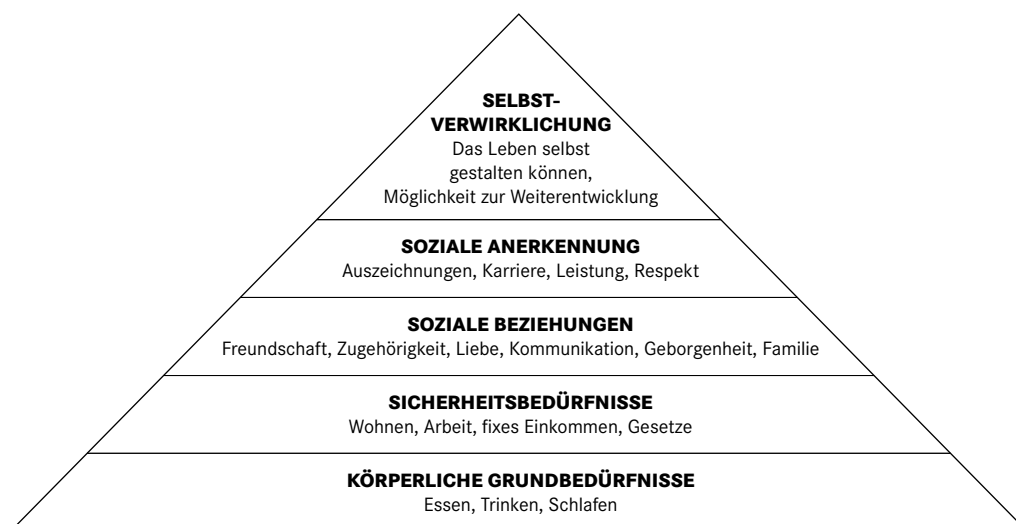 SELBST-
VERWIRKLICHUNG
Das Leben selbst
gestalten können,
Möglichkeit zur Weiterentwicklung
SOZIALE ANERKENNUNG
Auszeichnungen, Karriere, Leistung, Respekt
SOZIALE BEZIEHUNGEN
Freundschaft, Zugehörigkeit, Liebe, Kommunikation, Geborgenheit, Familie
SICHERHEITSBEDÜRFNISSE
Wohnen, Arbeit, fixes Einkommen, Gesetze
KÖRPERLICHE GRUNDBEDÜRFNISSE
Essen, Trinken, Schlafen